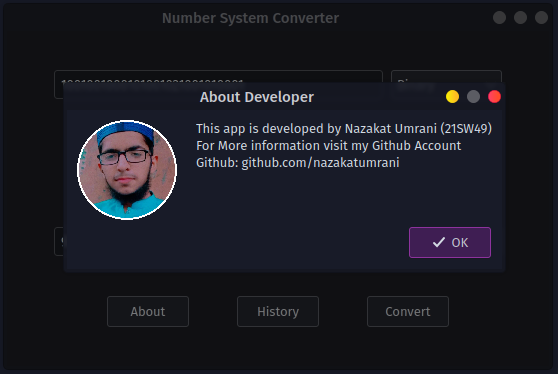 Number System Converter
About Developer
This app is developed by Nazakat Umrani (21SW49)
For More information visit my Github Account
Github: github.com/nazakatumrani
OK
About
History
Convert